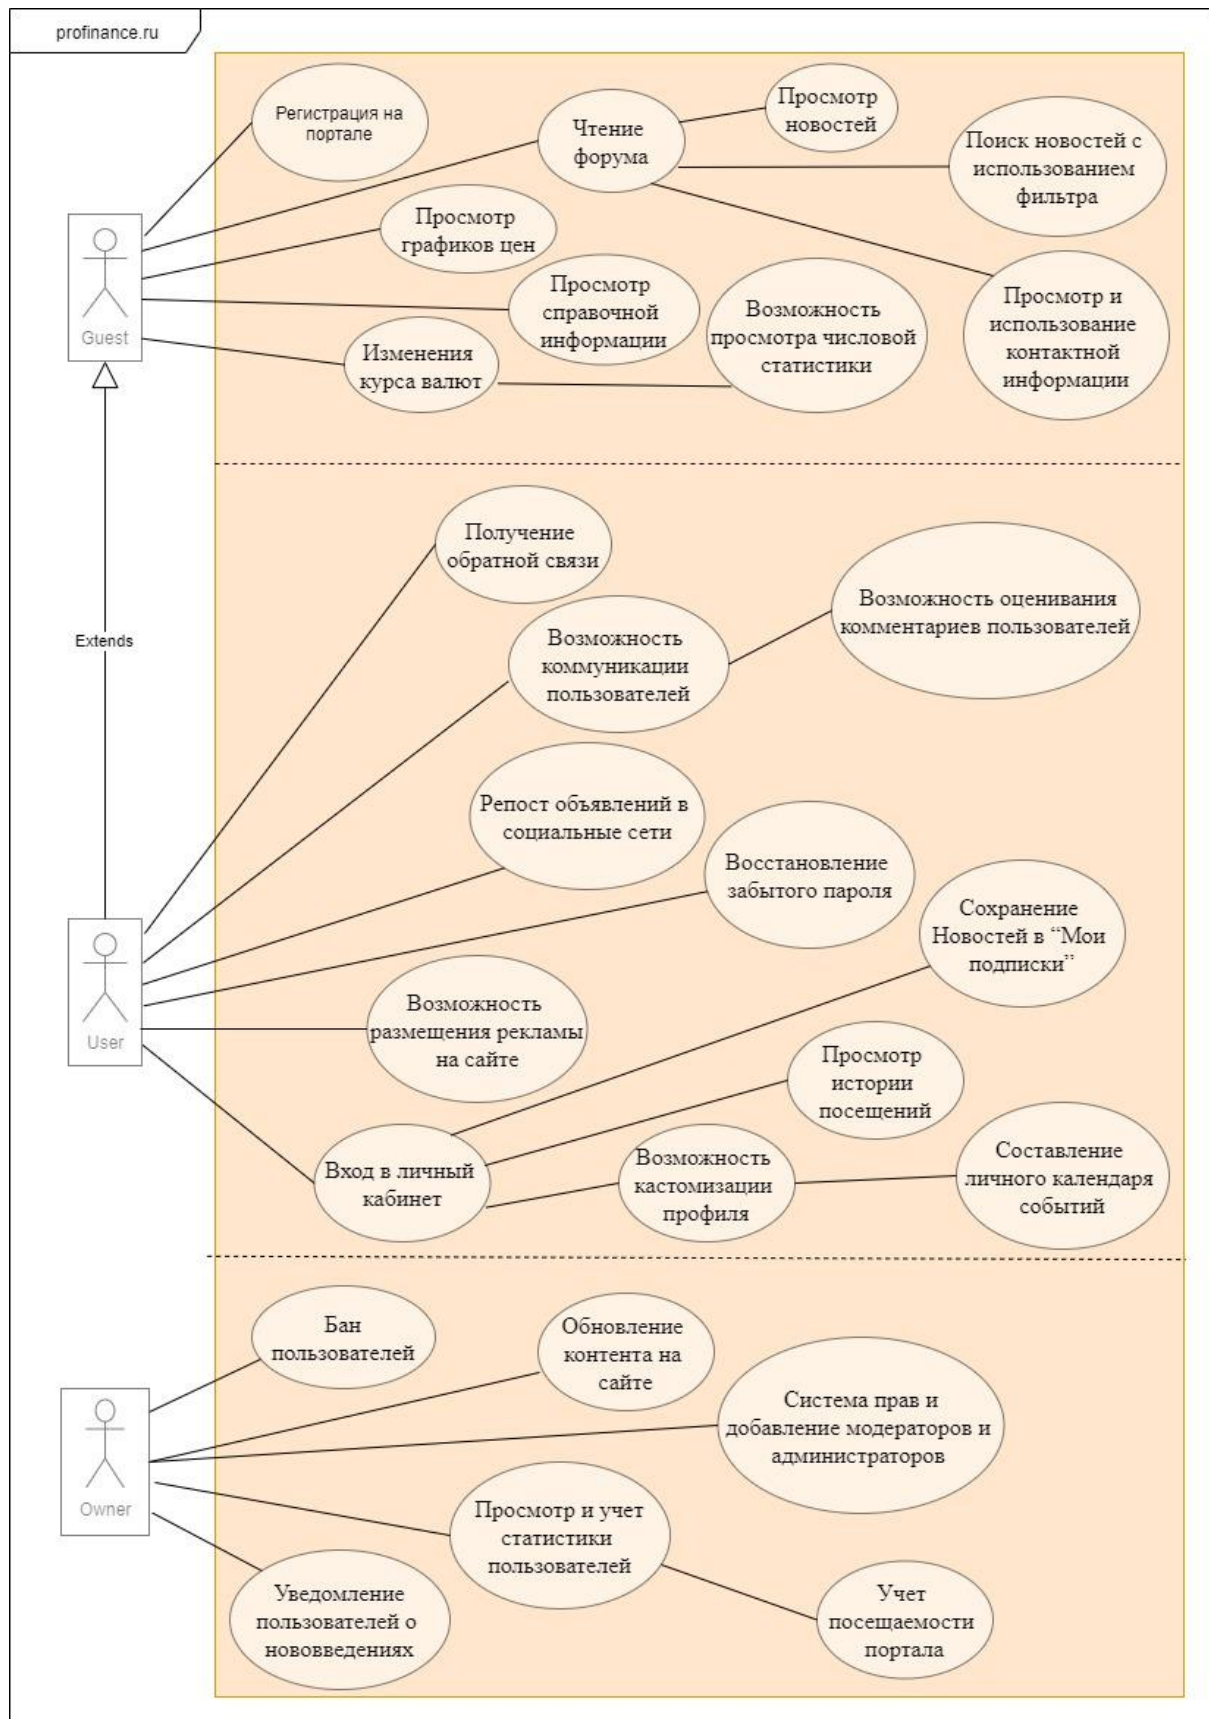 profinance.ru
Регистрация на
портале
Чтение
форума
Просмотр
новостей
Поиск новостей с
использованием
фильтра
Просмотр
графиков цен
Просмотр
справочной
информации
Возможность
просмотра числовой
статистики
Просмотр и
использование
контактной
информации
Guest
Изменения
курса валют
Получение
обратной связи
Возможность оценивания
комментариев пользователей
Extends
Возможность
коммуникации
пользователей
Репост объявлений в
социальные сети
Восстановление
забытого пароля
Сохранение
Новостей в “Мои
подписки”
User
Возможность
размещения рекламы
на сайте
Просмотр
истории
посещений
Вход в личный
кабинет
Возможность
кастомизации
профиля
Составление
личного календаря
событий
Бан
пользователей
Обновление
контента на
сайте
Система прав и
добавление модераторов и
администраторов
Owner
Просмотр и учет
статистики
пользователей
Уведомление
пользователей о
нововведениях
Учет
посещаемости
портала